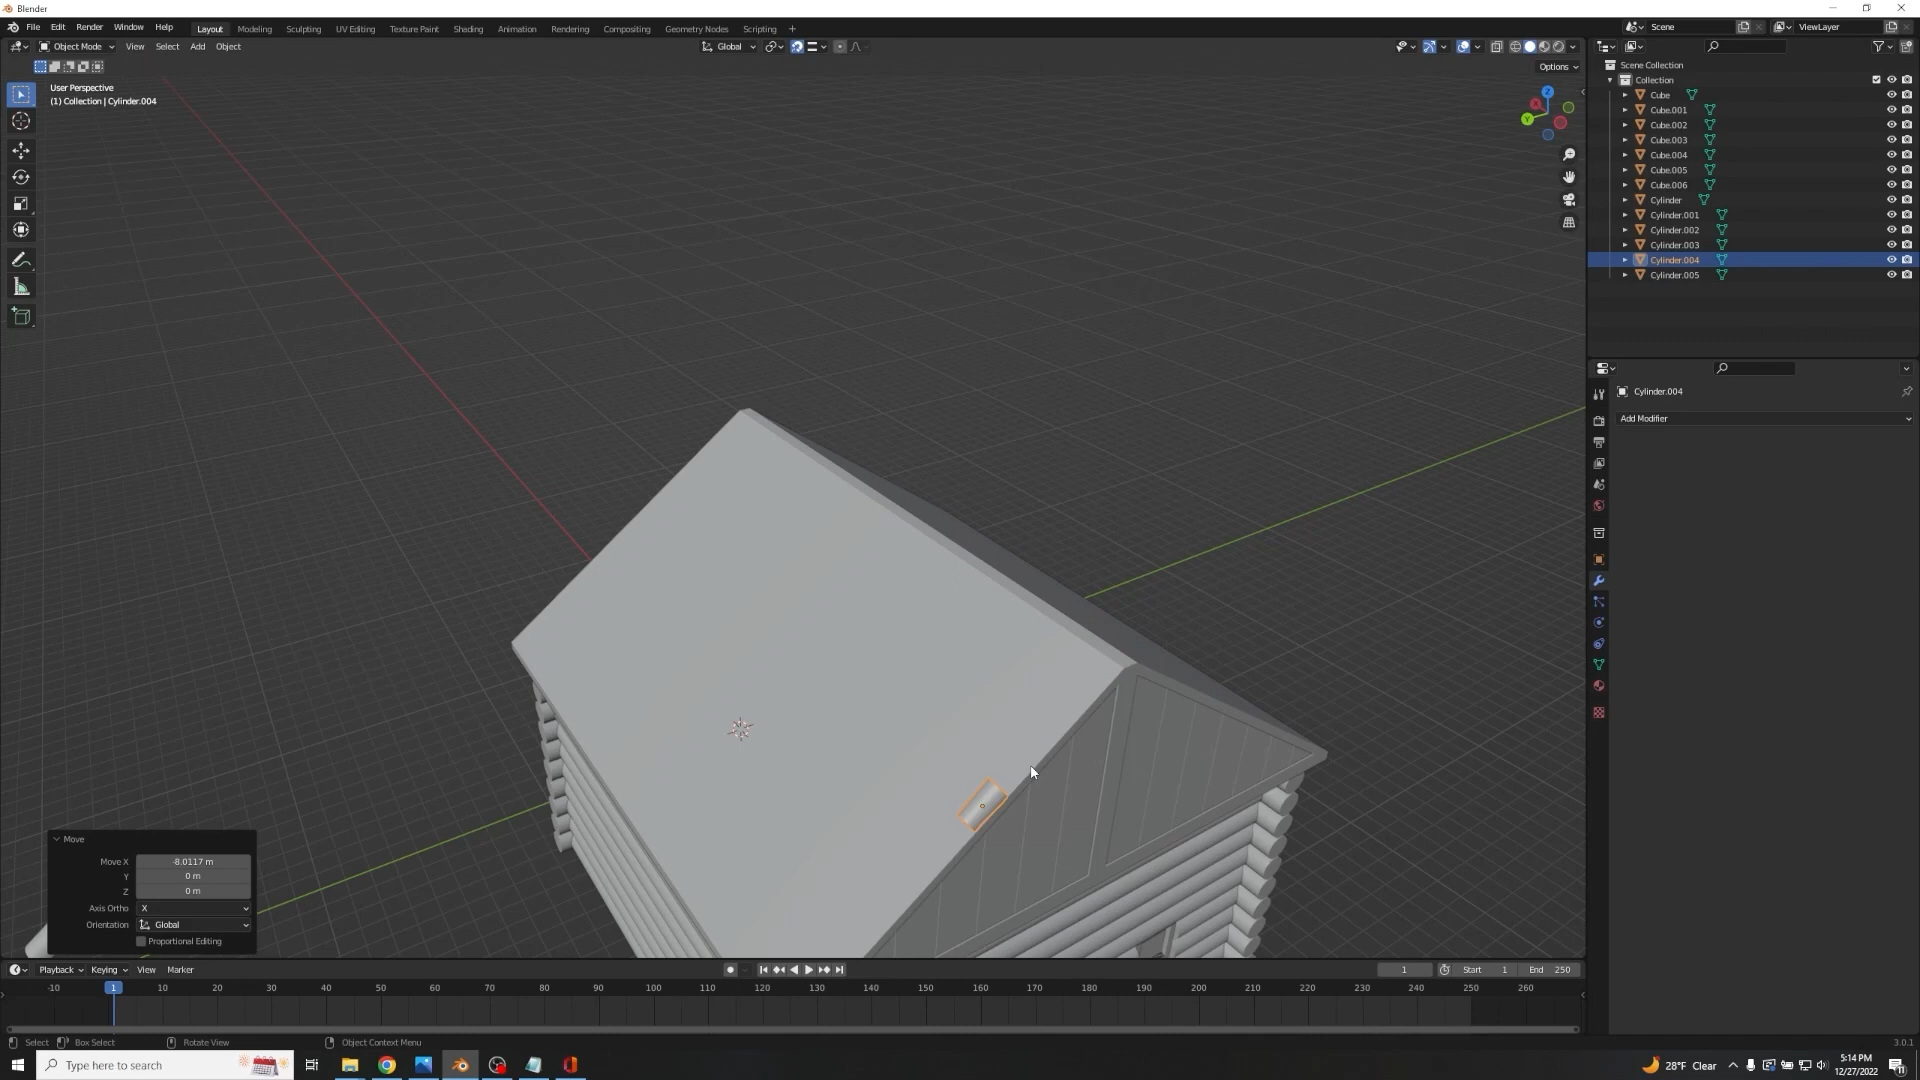 Blender
File Edit Render Window Help Layout Modeling Sculpting UV Editing Texture Paint Shading Animation Rendering Compositing Geometry Nodes Scripting + Scene ViewLayer
Object Mode View Select Add Object Global
Options
User Perspective
(1) Collection | Cylinder.004
Z
Y
Scene Collection
Collection
Cube
Cube.001
Cube.002
Cube.003
Cube.004
Cube.005
Cube.006
Cylinder
Cylinder.001
Cylinder.002
Cylinder.003
Cylinder.004
Cylinder.005
Cylinder.004
Add Modifier
Move
Move X -8.0117 m
Y 0 m
Z 0 m
Axis Ortho X
Orientation Global
Proportional Editing
Playback Keying View Marker 1 Start 1 End 250
-10 1 10 20 30 40 50 60 70 80 90 100 110 120 130 140 150 160 170 180 190 200 210 220 230 240 250 260
Select Box Select Rotate View Object Context Menu 3.0.1
Type here to search 28°F Clear 5:14 PM
12/27/2022